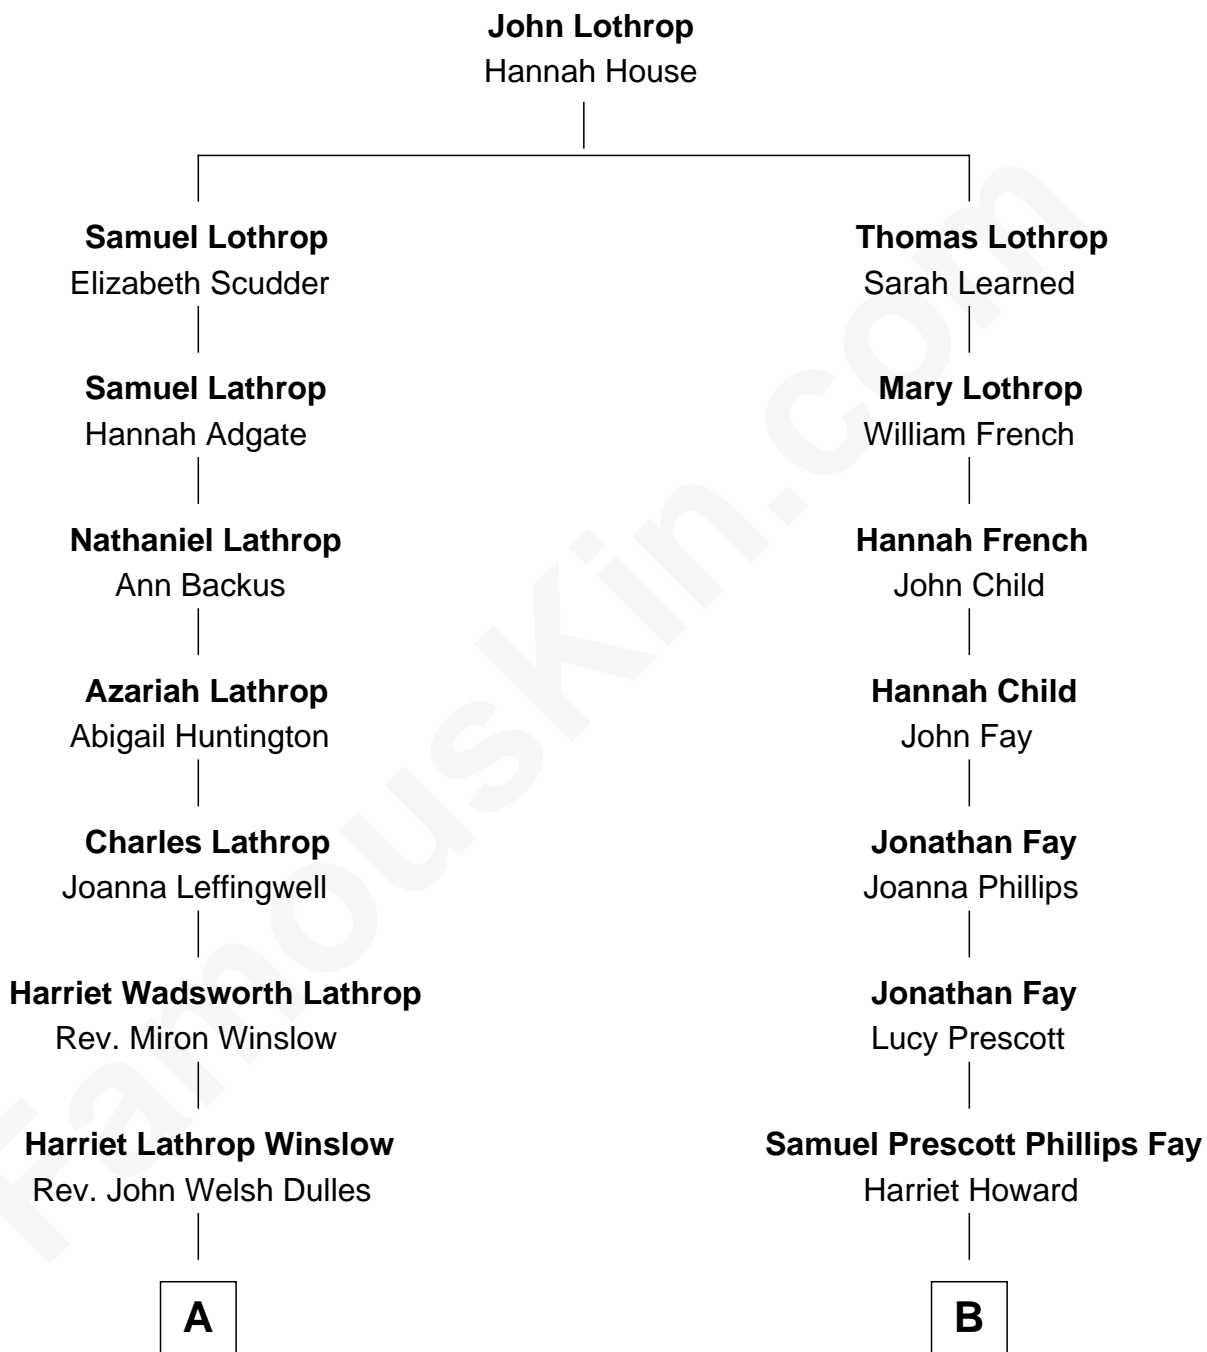 John Lothrop
Hannah House
Samuel Lothrop
Elizabeth Scudder
Samuel Lathrop
Hannah Adgate
Nathaniel Lathrop
Ann Backus
Azariah Lathrop
Abigail Huntington
Charles Lathrop
Joanna Leffingwell
Harriet Wadsworth Lathrop
Rev. Miron Winslow
Harriet Lathrop Winslow
Rev. John Welsh Dulles
A
Thomas Lothrop
Sarah Learned
Mary Lothrop
William French
Hannah French
John Child
Hannah Child
John Fay
Jonathan Fay
Joanna Phillips
Jonathan Fay
Lucy Prescott
Samuel Prescott Phillips Fay
Harriet Howard
B
FamousKin.com